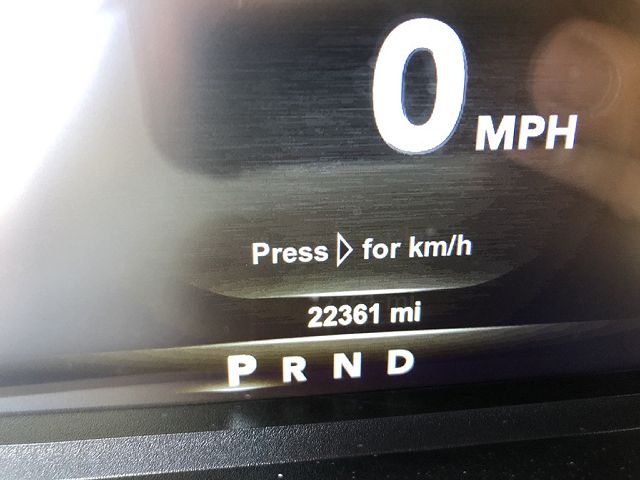 0 MPH
Press ▷ for km/h
22361 mi
P R N D